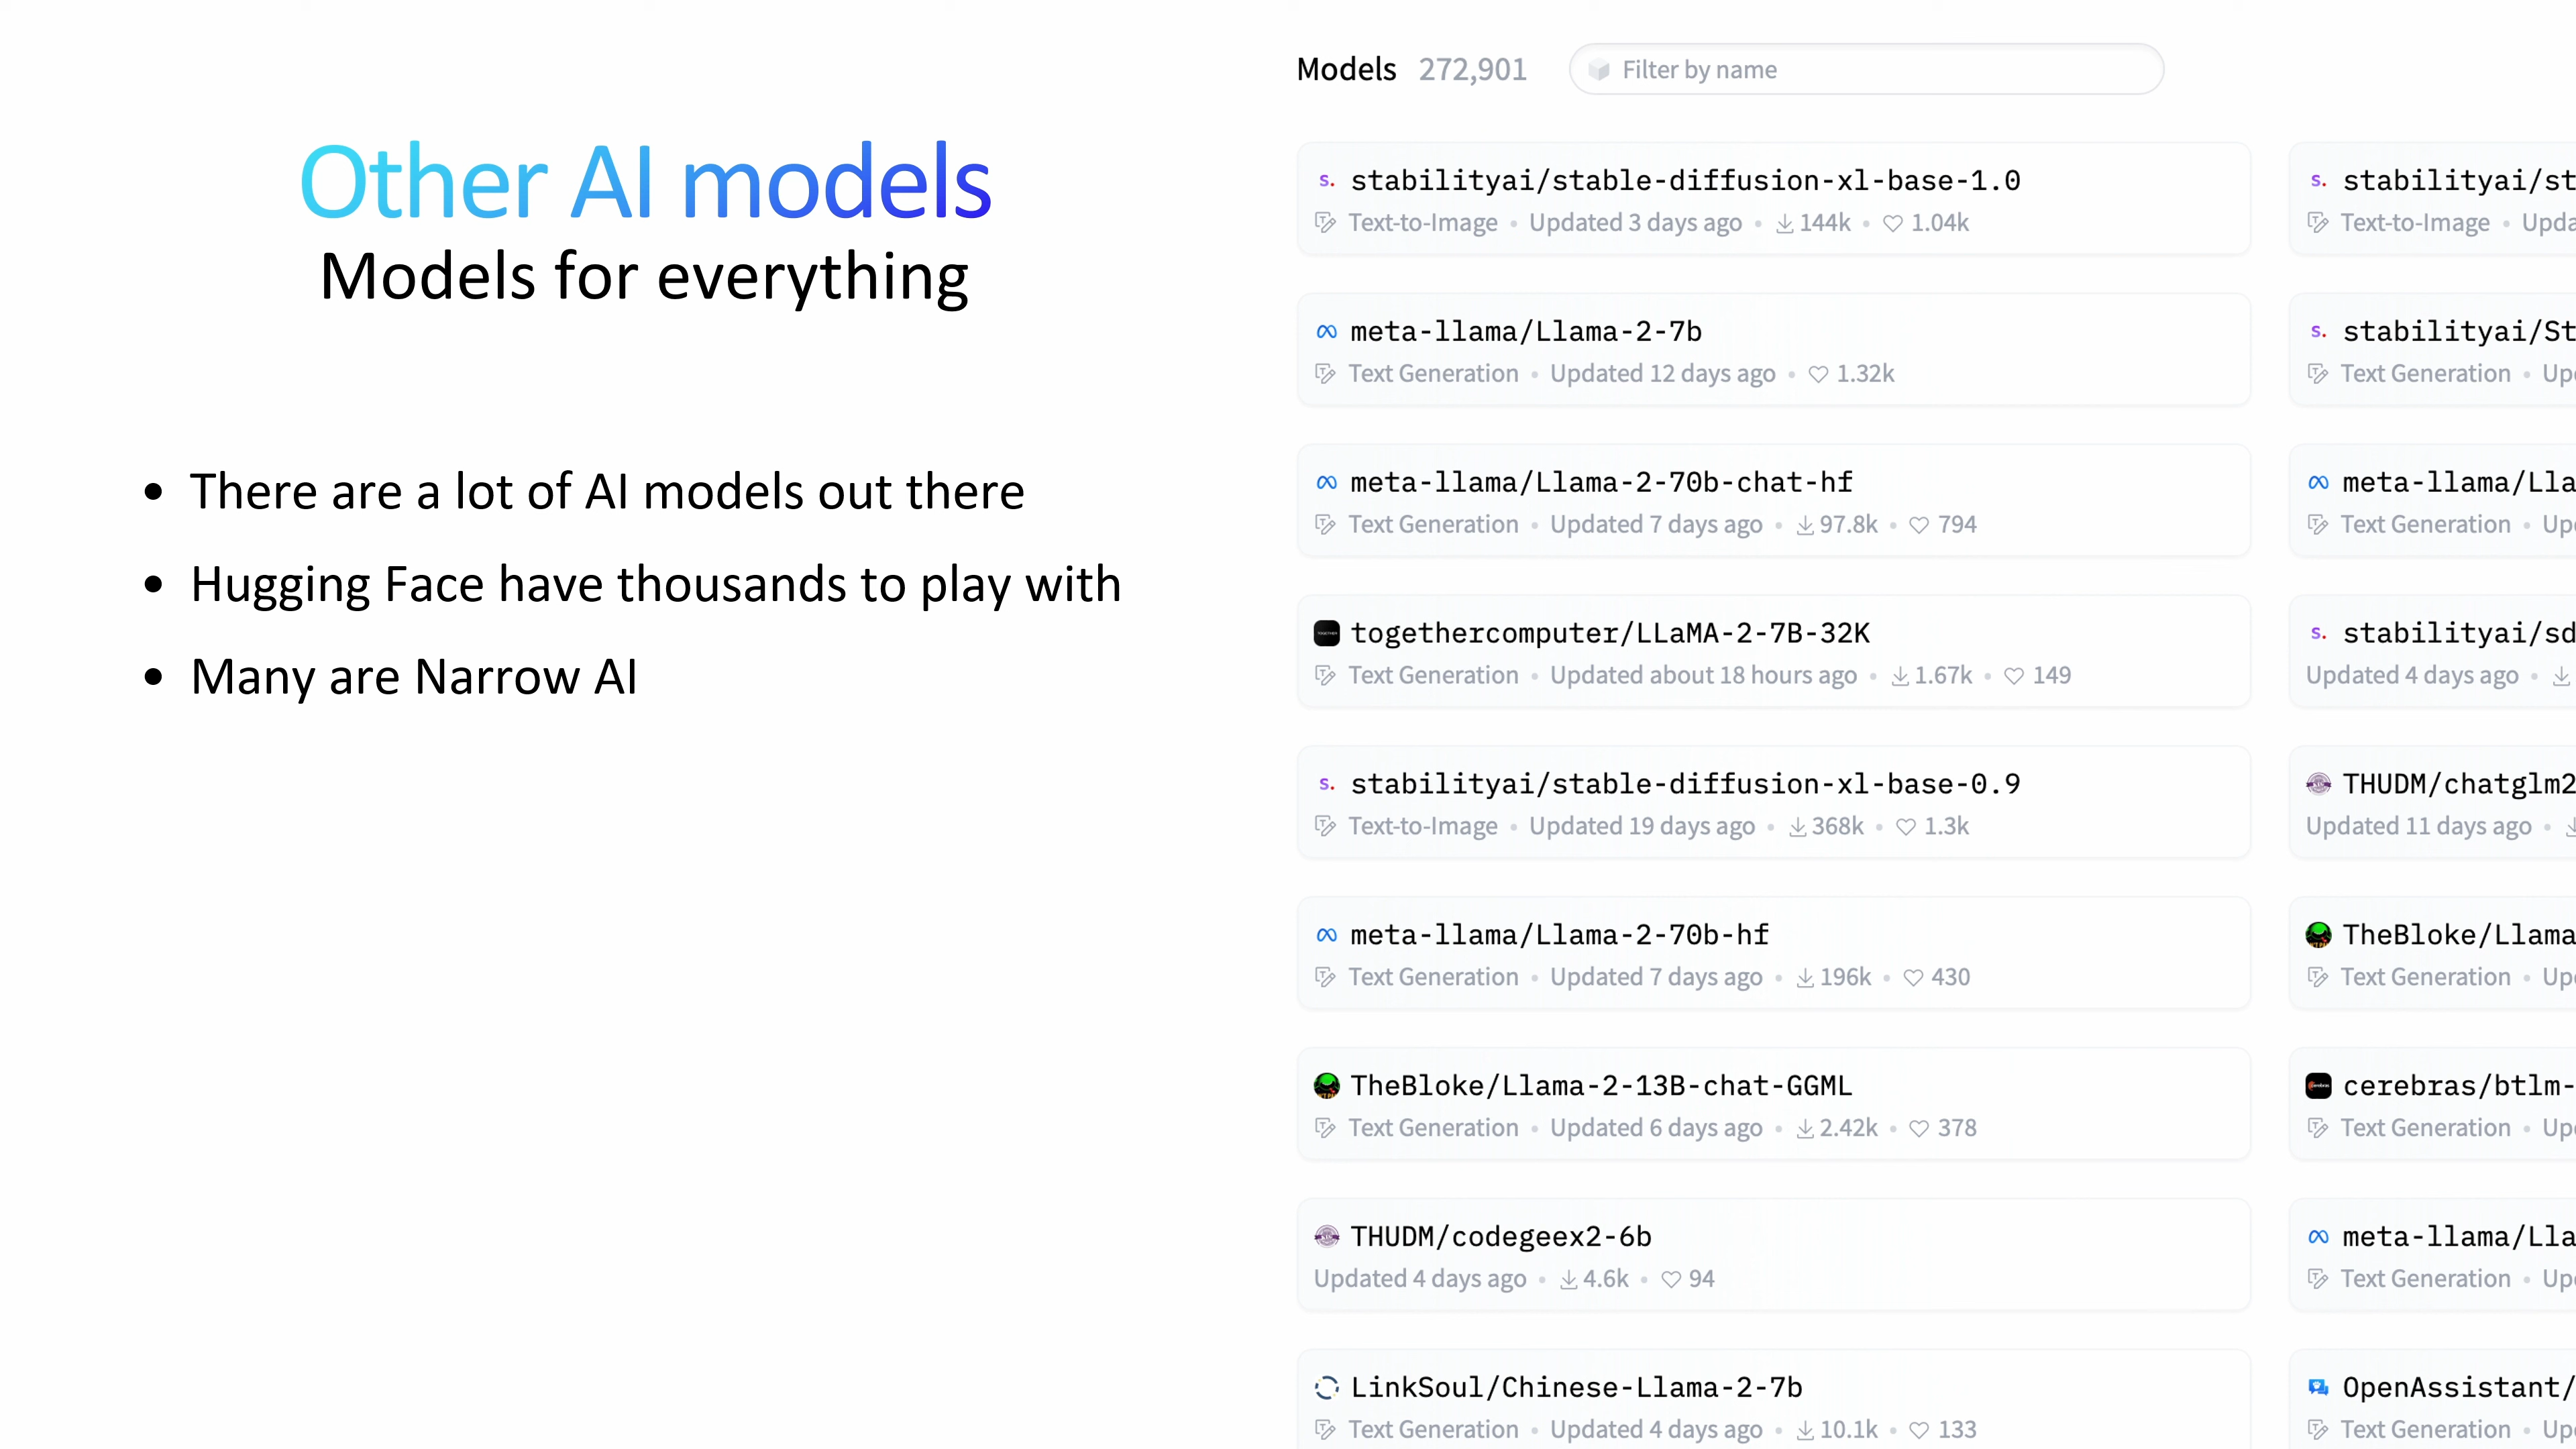 Other AI models
Models for everything
• There are a lot of AI models out there
• Hugging Face have thousands to play with
• Many are Narrow AI
Models 272,901 Filter by name
stabilityai/stable-diffusion-xl-base-1.0
Text-to-Image • Updated 3 days ago • 144k • 1.04k
meta-llama/Llama-2-7b
Text Generation • Updated 12 days ago • 1.32k
meta-llama/Llama-2-70b-chat-hf
Text Generation • Updated 7 days ago • 97.8k • 794
togethercomputer/LLaMA-2-7B-32K
Text Generation • Updated about 18 hours ago • 1.67k • 149
stabilityai/stable-diffusion-xl-base-0.9
Text-to-Image • Updated 19 days ago • 368k • 1.3k
meta-llama/Llama-2-70b-hf
Text Generation • Updated 7 days ago • 196k • 430
TheBloke/Llama-2-13B-chat-GGML
Text Generation • Updated 6 days ago • 2.42k • 378
THUDM/codegeex2-6b
Updated 4 days ago • 4.6k • 94
LinkSoul/Chinese-Llama-2-7b
Text Generation • Updated 4 days ago • 10.1k • 133
stabilityai/st
Text-to-Image • Upda
stabilityai/St
Text Generation • Up
meta-llama/Lla
Text Generation • Up
stabilityai/sd
Updated 4 days ago •
THUDM/chatglm2
Updated 11 days ago •
TheBloke/Llama
Text Generation • Up
cerebras/btlm-
Text Generation • Up
meta-llama/Lla
Text Generation • Up
OpenAssistant/
Text Generation • Up